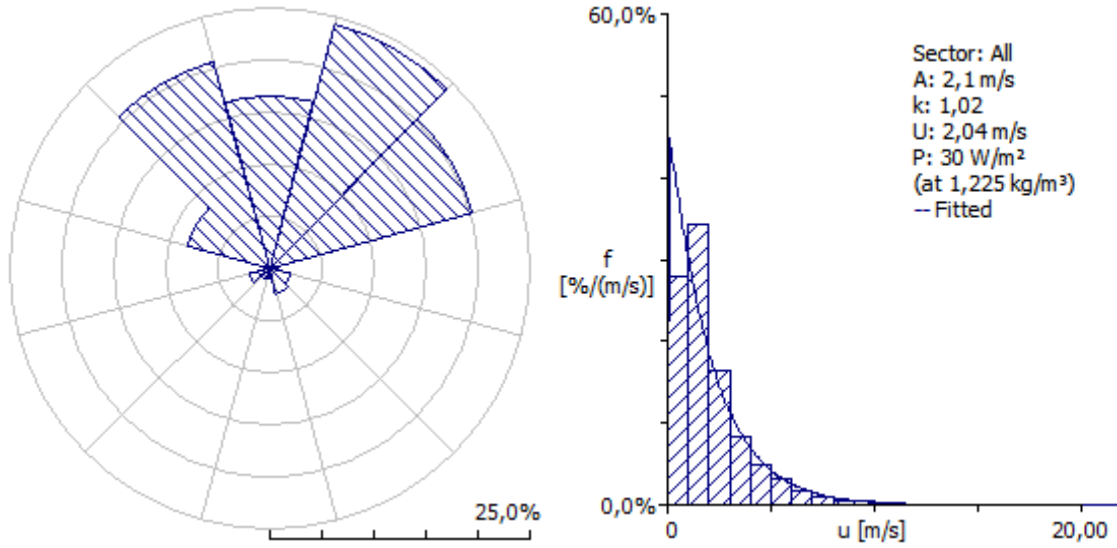 25,0%
60,0%
f
[%/(m/s)]
0,0%
0
u [m/s]
20,00
Sector: All
A: 2,1 m/s
k: 1,02
U: 2,04 m/s
P: 30 W/m²
(at 1,225 kg/m³)
-- Fitted